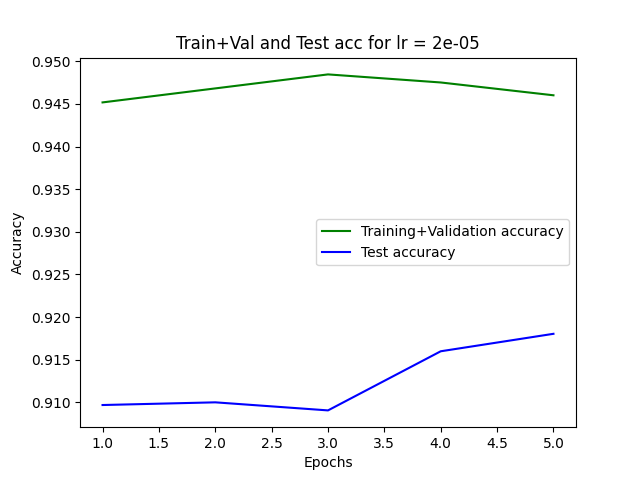 Train+Val and Test acc for lr = 2e-05
0.950
0.945
0.940
0.935
0.930
0.925
0.920
0.915
0.910
Accuracy
Training+Validation accuracy
Test accuracy
1.0 1.5 2.0 2.5 3.0 3.5 4.0 4.5 5.0
Epochs